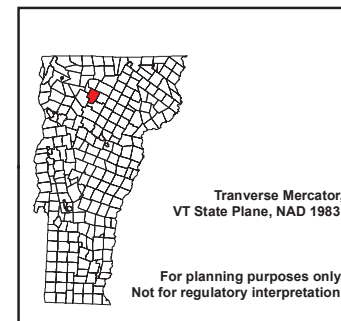 Tranverse Mercator,
VT State Plane, NAD 1983
For planning purposes only
Not for regulatory interpretation